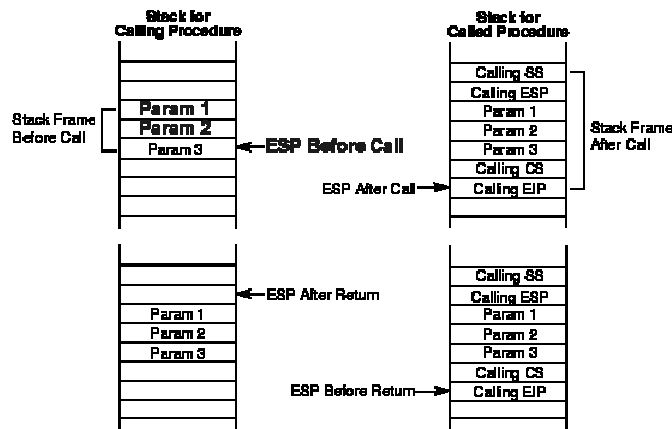 Stack for
Calling Procedure
Stack for
Called Procedure
Stack Frame
Before Call
Param 1
Param 2
Param 3
ESP Before Call
ESP After Call
Calling SS
Calling ESP
Param 1
Param 2
Param 3
Calling CS
Calling EIP
Stack Frame
After Call
ESP After Return
Param 1
Param 2
Param 3
ESP Before Return
Calling SS
Calling ESP
Param 1
Param 2
Param 3
Calling CS
Calling EIP